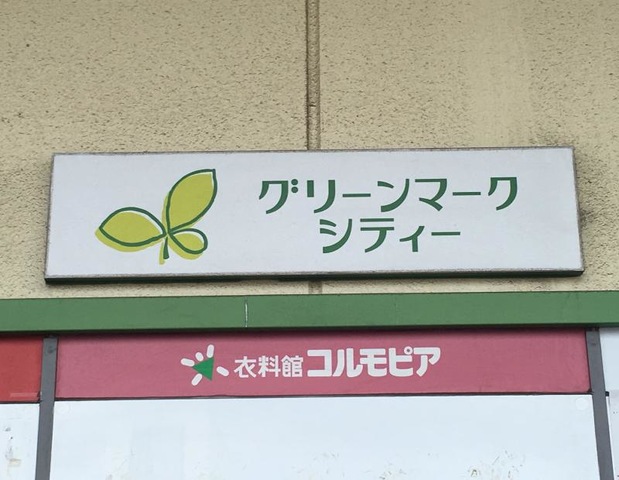 グリーンマーク
シティー
衣料館コルモピア